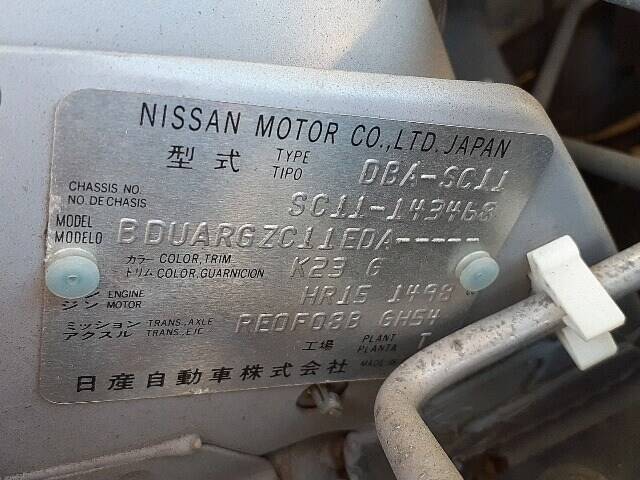 NISSAN MOTOR CO., LTD. JAPAN
型式 TYPE TIPO DBA-SC11
CHASSIS NO. NO. DE CHASIS SC11-143468
MODEL MODELO BDUARGZC11EDA-----
カラー COLOR, TRIM トリム COLOR, GUARNICION K23 G
ENGINE MOTOR HR15 1498
ミッション TRANS., AXLE アクスル TRANS., EJE RE0F08B GH54
工場 PLANT PLANTA T
日産自動車株式会社 MADE IN